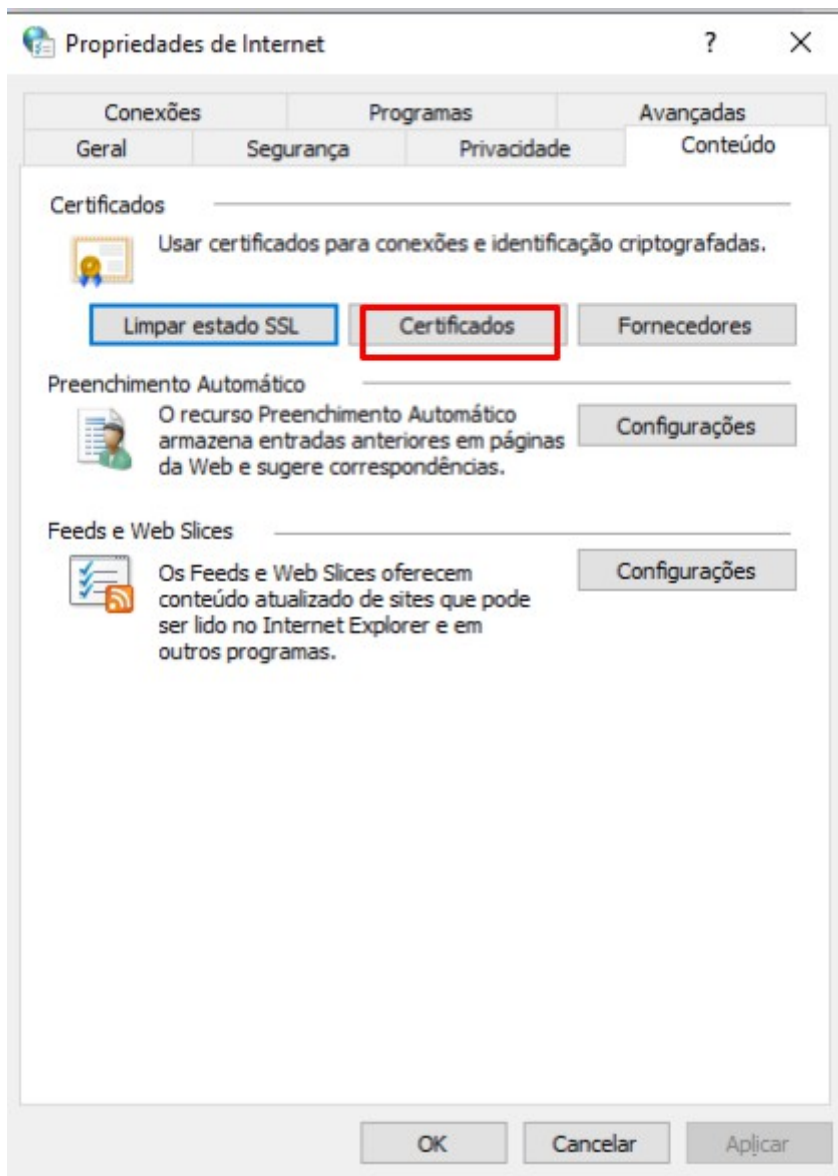 Propriedades de Internet ?
Conexões Programas Avançadas
Geral Segurança Privacidade Conteúdo
Certificados
Usar certificados para conexões e identificação criptografadas.
Limpar estado SSL Certificados Fornecedores
Preenchimento Automático
O recurso Preenchimento Automático
armazena entradas anteriores em páginas
da Web e sugere correspondências.
Configurações
Feeds e Web Slices
Os Feeds e Web Slices oferecem
conteúdo atualizado de sites que pode
ser lido no Internet Explorer e em
outros programas.
Configurações
OK Cancelar Aplicar